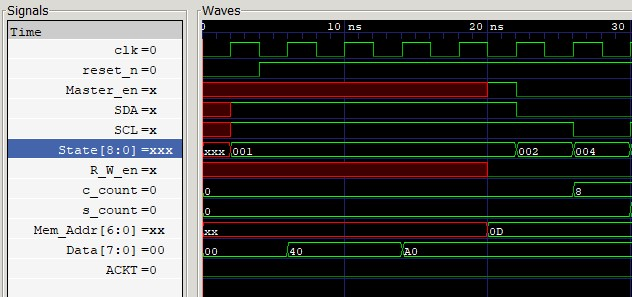 Signals
Waves
Time
0 10 ns 20 ns 30
clk=0
reset_n=0
Master_en=x
SDA=x
SCL=x
State[8:0]=xxx xxx 001 002 004
R_W_en=x
c_count=0 0 8
s_count=0 0
Mem_Addr[6:0]=xx xx 0D
Data[7:0]=00 00 40 A0
ACKT=0